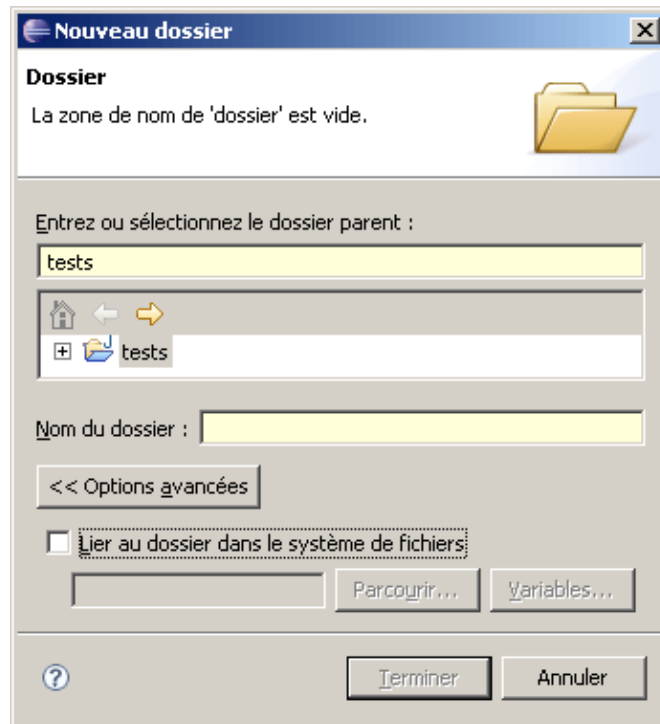 Nouveau dossier
Dossier
La zone de nom de 'dossier' est vide.
Entrez ou sélectionnez le dossier parent :
tests
tests
Nom du dossier :
<< Options avancées
Lier au dossier dans le système de fichiers
Parcourir... Variables...
Terminer Annuler